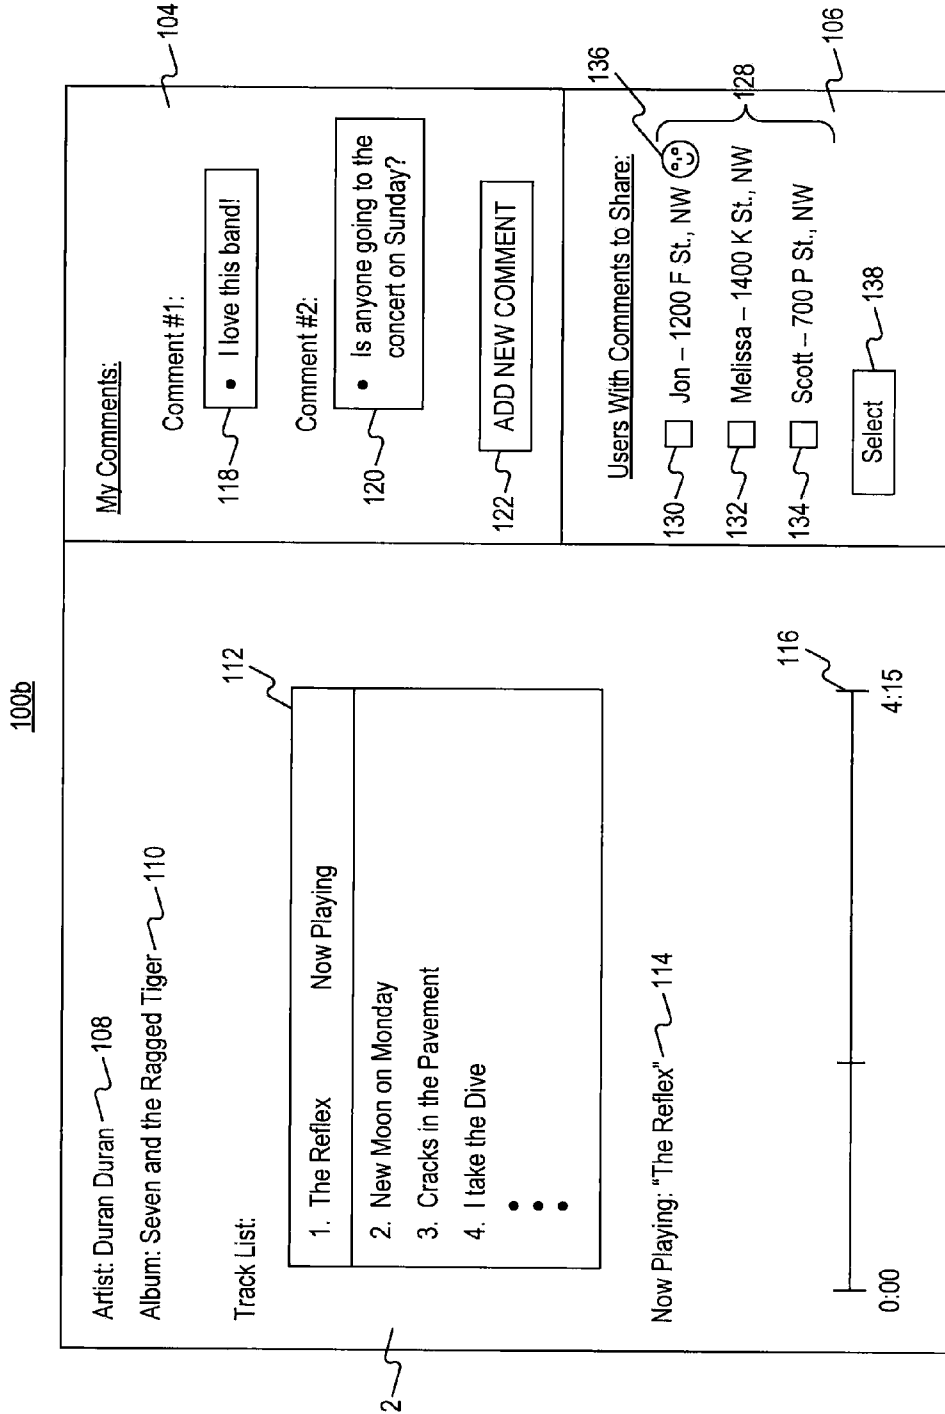 100b
Artist: Duran Duran 108
Album: Seven and the Ragged Tiger 110
Track List:
112
1. The Reflex Now Playing
2. New Moon on Monday
3. Cracks in the Pavement
4. I take the Dive
2
Now Playing: "The Reflex" 114
116
0:00 4:15
104
My Comments:
Comment #1:
118 • I love this band!
Comment #2:
120 • Is anyone going to the
concert on Sunday?
122 ADD NEW COMMENT
Users With Comments to Share:
136
130 Jon – 1200 F St., NW
128
132 Melissa – 1400 K St., NW
134 Scott – 700 P St., NW
106
Select 138